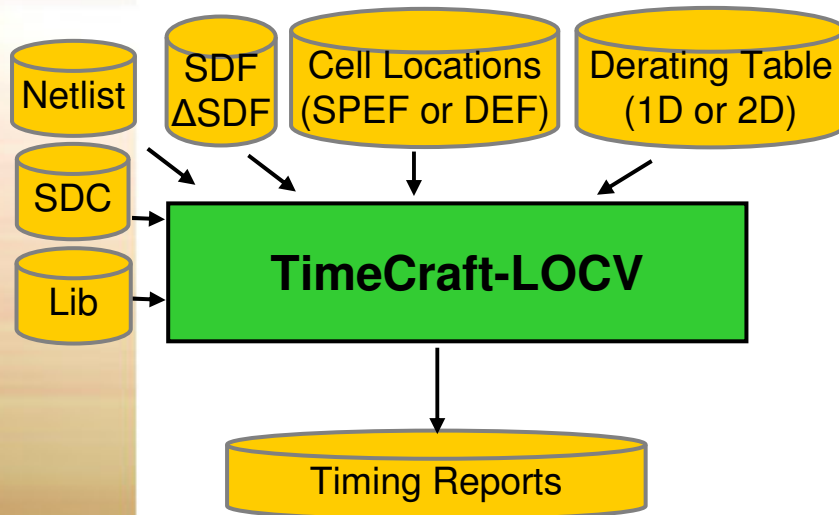 Netlist
SDF
ΔSDF
Cell Locations
(SPEF or DEF)
Derating Table
(1D or 2D)
SDC
Lib
TimeCraft-LOCV
Timing Reports